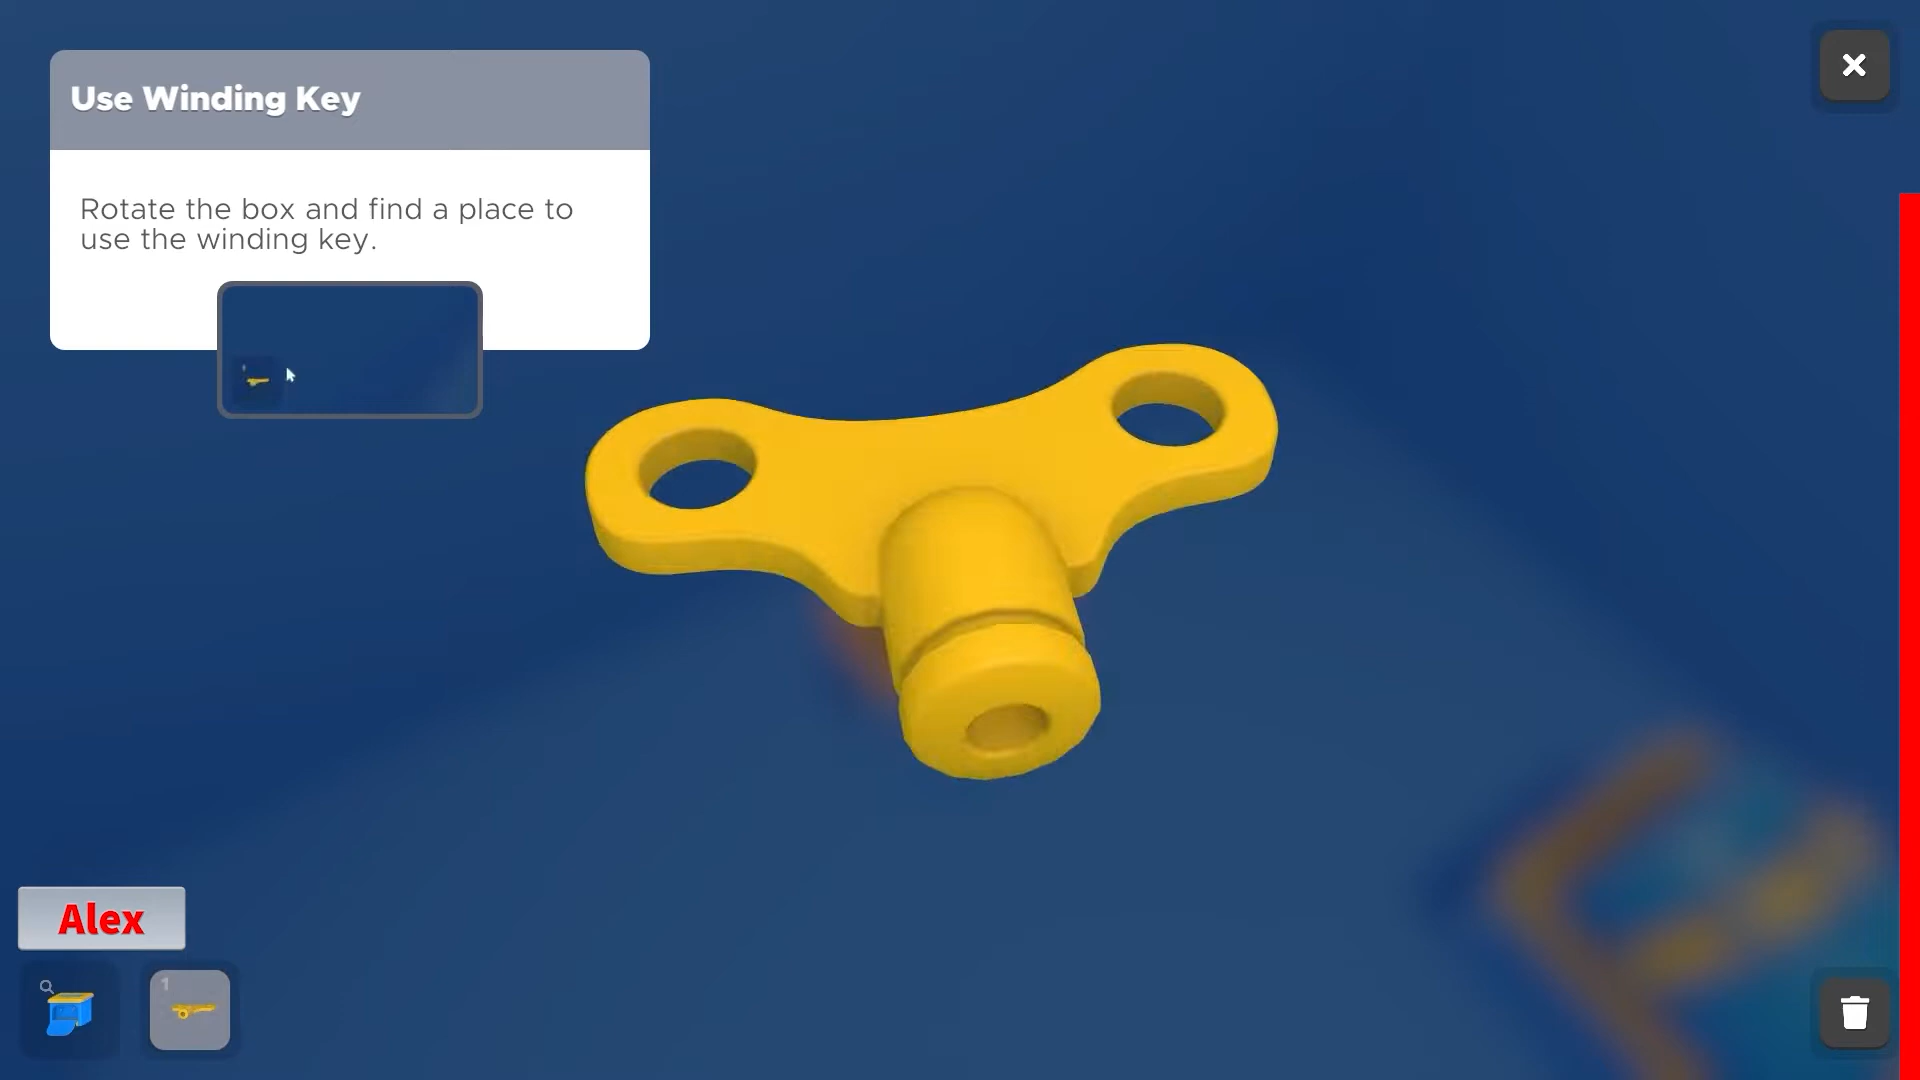 Use Winding Key
Rotate the box and find a place to
use the winding key.
Alex
1